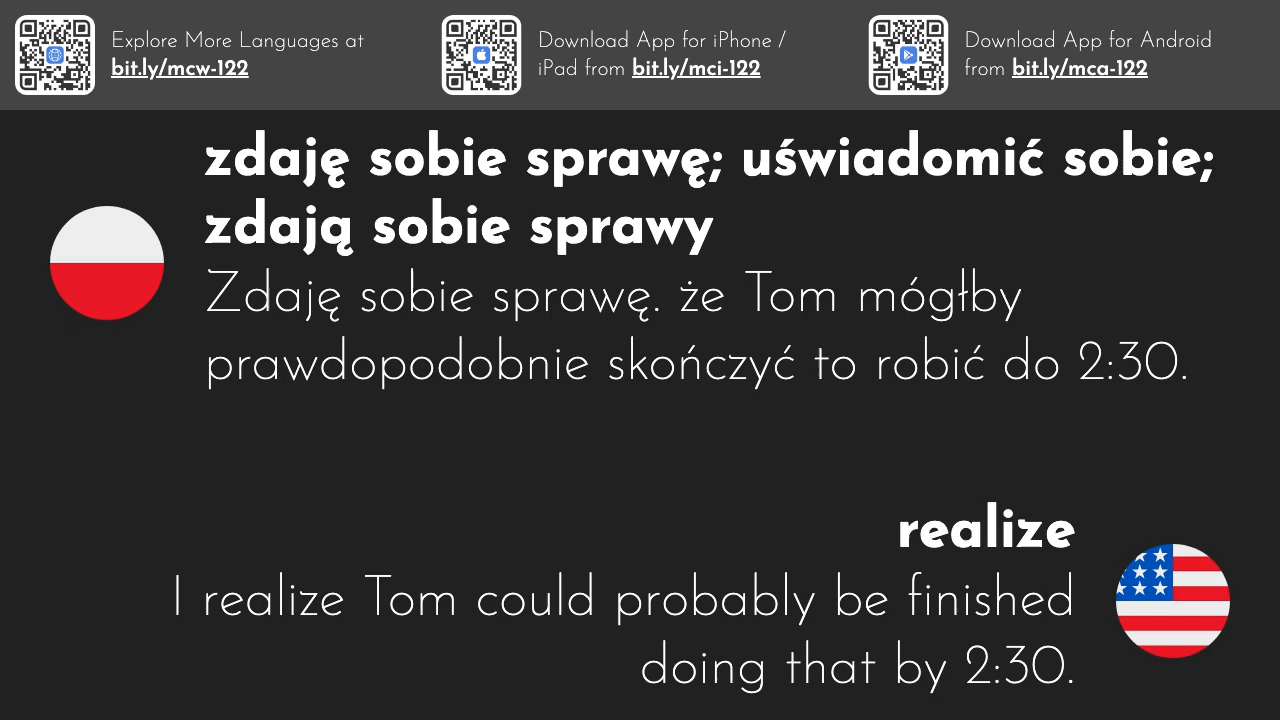 Explore More Languages at
bit.ly/mcw-122
Download App for iPhone /
iPad from bit.ly/mci-122
Download App for Android
from bit.ly/mca-122
zdaję sobie sprawę; uświadomić sobie;
zdają sobie sprawy
Zdaję sobie sprawę. że Tom mógłby
prawdopodobnie skończyć to robić do 2:30.
realize
I realize Tom could probably be finished
doing that by 2:30.